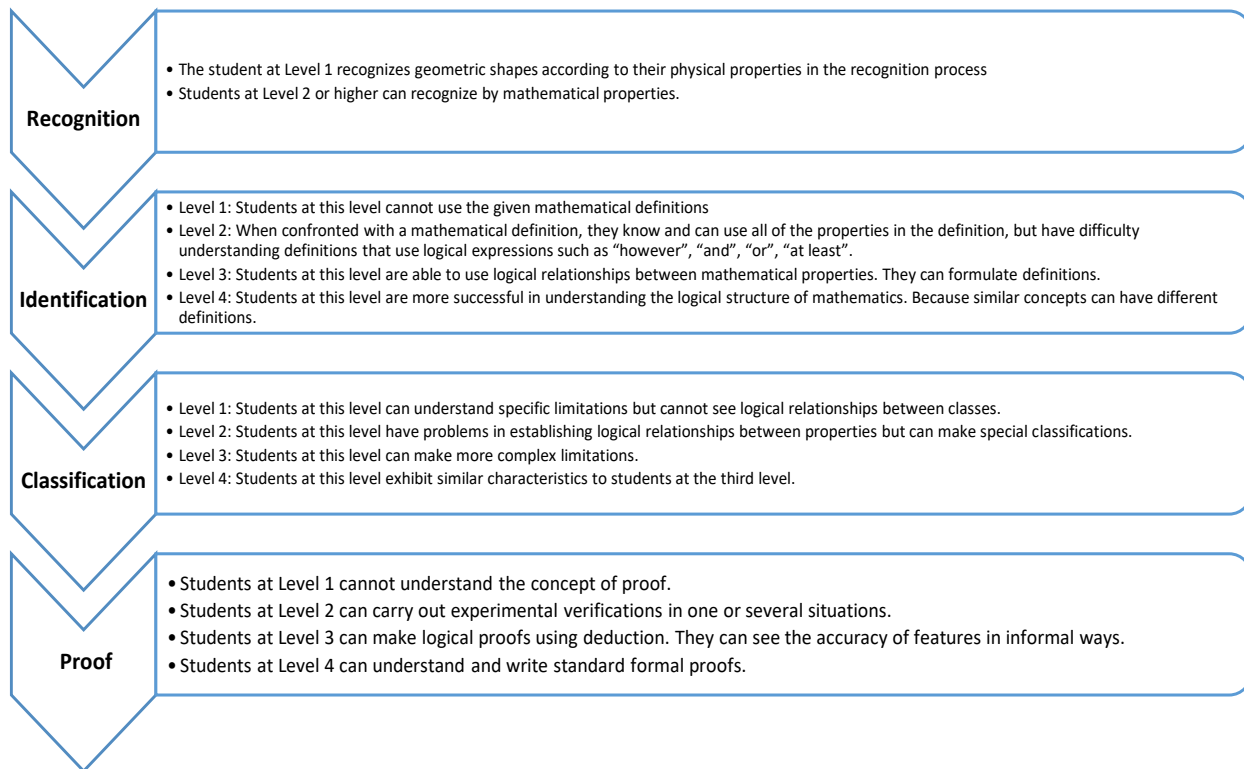 Recognition
• The student at Level 1 recognizes geometric shapes according to their physical properties in the recognition process
• Students at Level 2 or higher can recognize by mathematical properties.
Identification
• Level 1: Students at this level cannot use the given mathematical definitions
• Level 2: When confronted with a mathematical definition, they know and can use all of the properties in the definition, but have difficulty
understanding definitions that use logical expressions such as “however”, “and”, “or”, “at least”.
• Level 3: Students at this level are able to use logical relationships between mathematical properties. They can formulate definitions.
• Level 4: Students at this level are more successful in understanding the logical structure of mathematics. Because similar concepts can have different
definitions.
Classification
• Level 1: Students at this level can understand specific limitations but cannot see logical relationships between classes.
• Level 2: Students at this level have problems in establishing logical relationships between properties but can make special classifications.
• Level 3: Students at this level can make more complex limitations.
• Level 4: Students at this level exhibit similar characteristics to students at the third level.
Proof
• Students at Level 1 cannot understand the concept of proof.
• Students at Level 2 can carry out experimental verifications in one or several situations.
• Students at Level 3 can make logical proofs using deduction. They can see the accuracy of features in informal ways.
• Students at Level 4 can understand and write standard formal proofs.